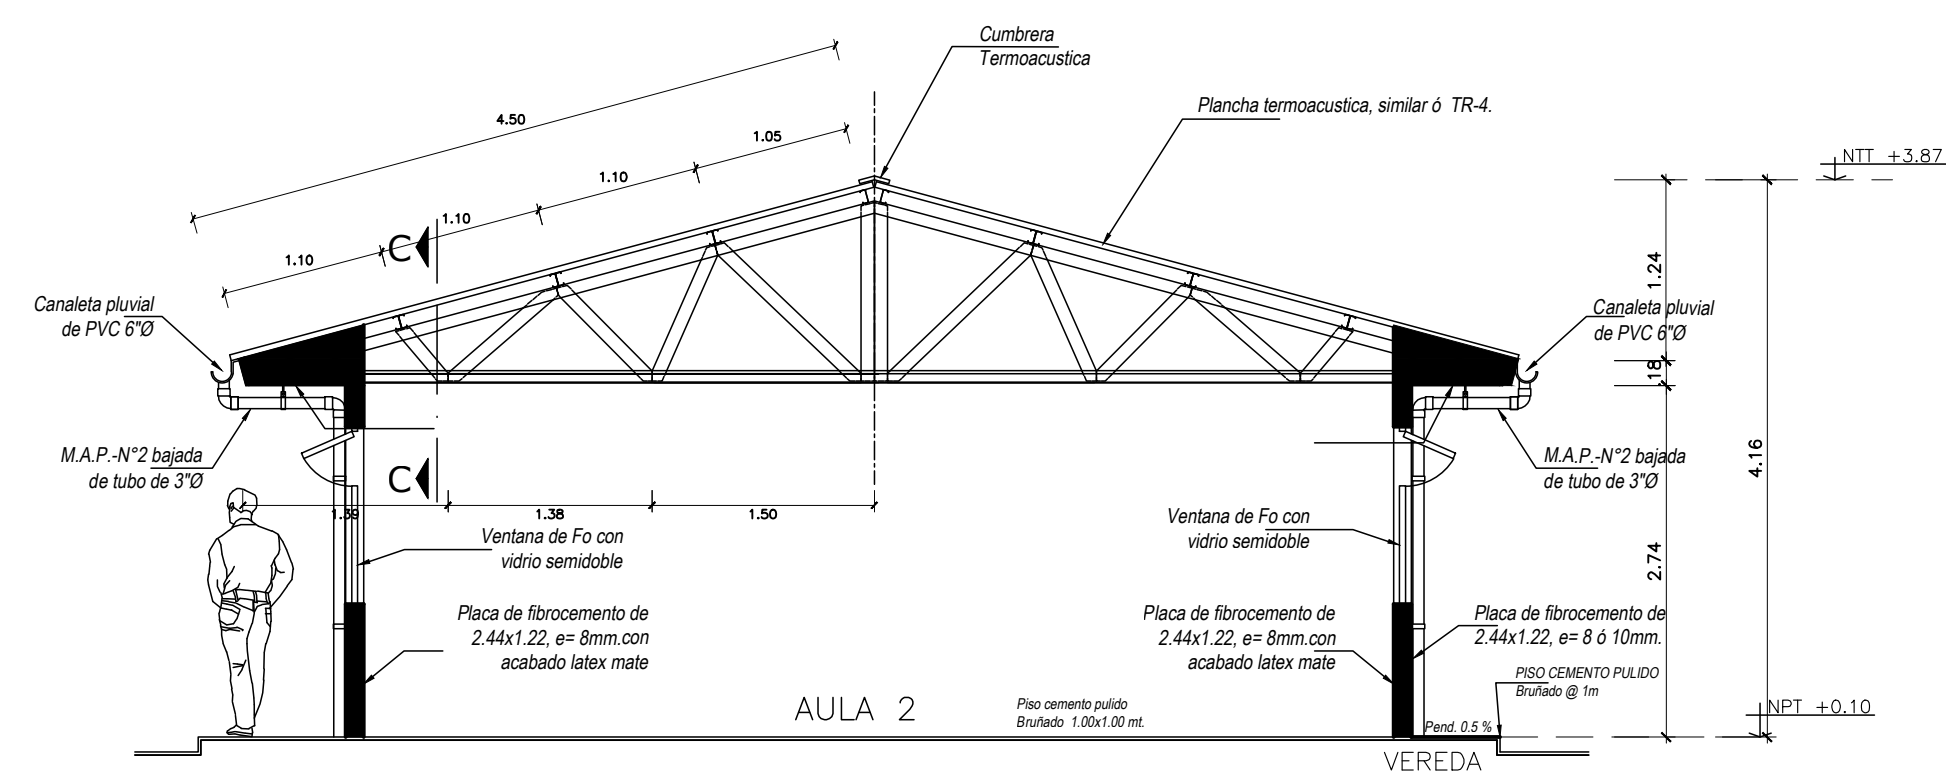 Cumbrera
Termoacustica
4.50
1.05
1.10
1.10
1.10
Plancha termoacustica, similar ó TR-4.
NTT +3.87
C
Canaleta pluvial
de PVC 6"Ø
Canaleta pluvial
de PVC 6"Ø
1.24
.18
4.16
2.74
M.A.P.-N°2 bajada
de tubo de 3"Ø
C
M.A.P.-N°2 bajada
de tubo de 3"Ø
1.39
1.38
1.50
Ventana de Fo con
vidrio semidoble
Ventana de Fo con
vidrio semidoble
Placa de fibrocemento de
2.44x1.22, e= 8mm.con
acabado latex mate
Placa de fibrocemento de
2.44x1.22, e= 8mm.con
acabado latex mate
Placa de fibrocemento de
2.44x1.22, e= 8 ó 10mm.
PISO CEMENTO PULIDO
Bruñado @ 1m
AULA 2
Piso cemento pulido
Bruñado 1.00x1.00 mt.
Pend. 0.5 %
NPT +0.10
VEREDA